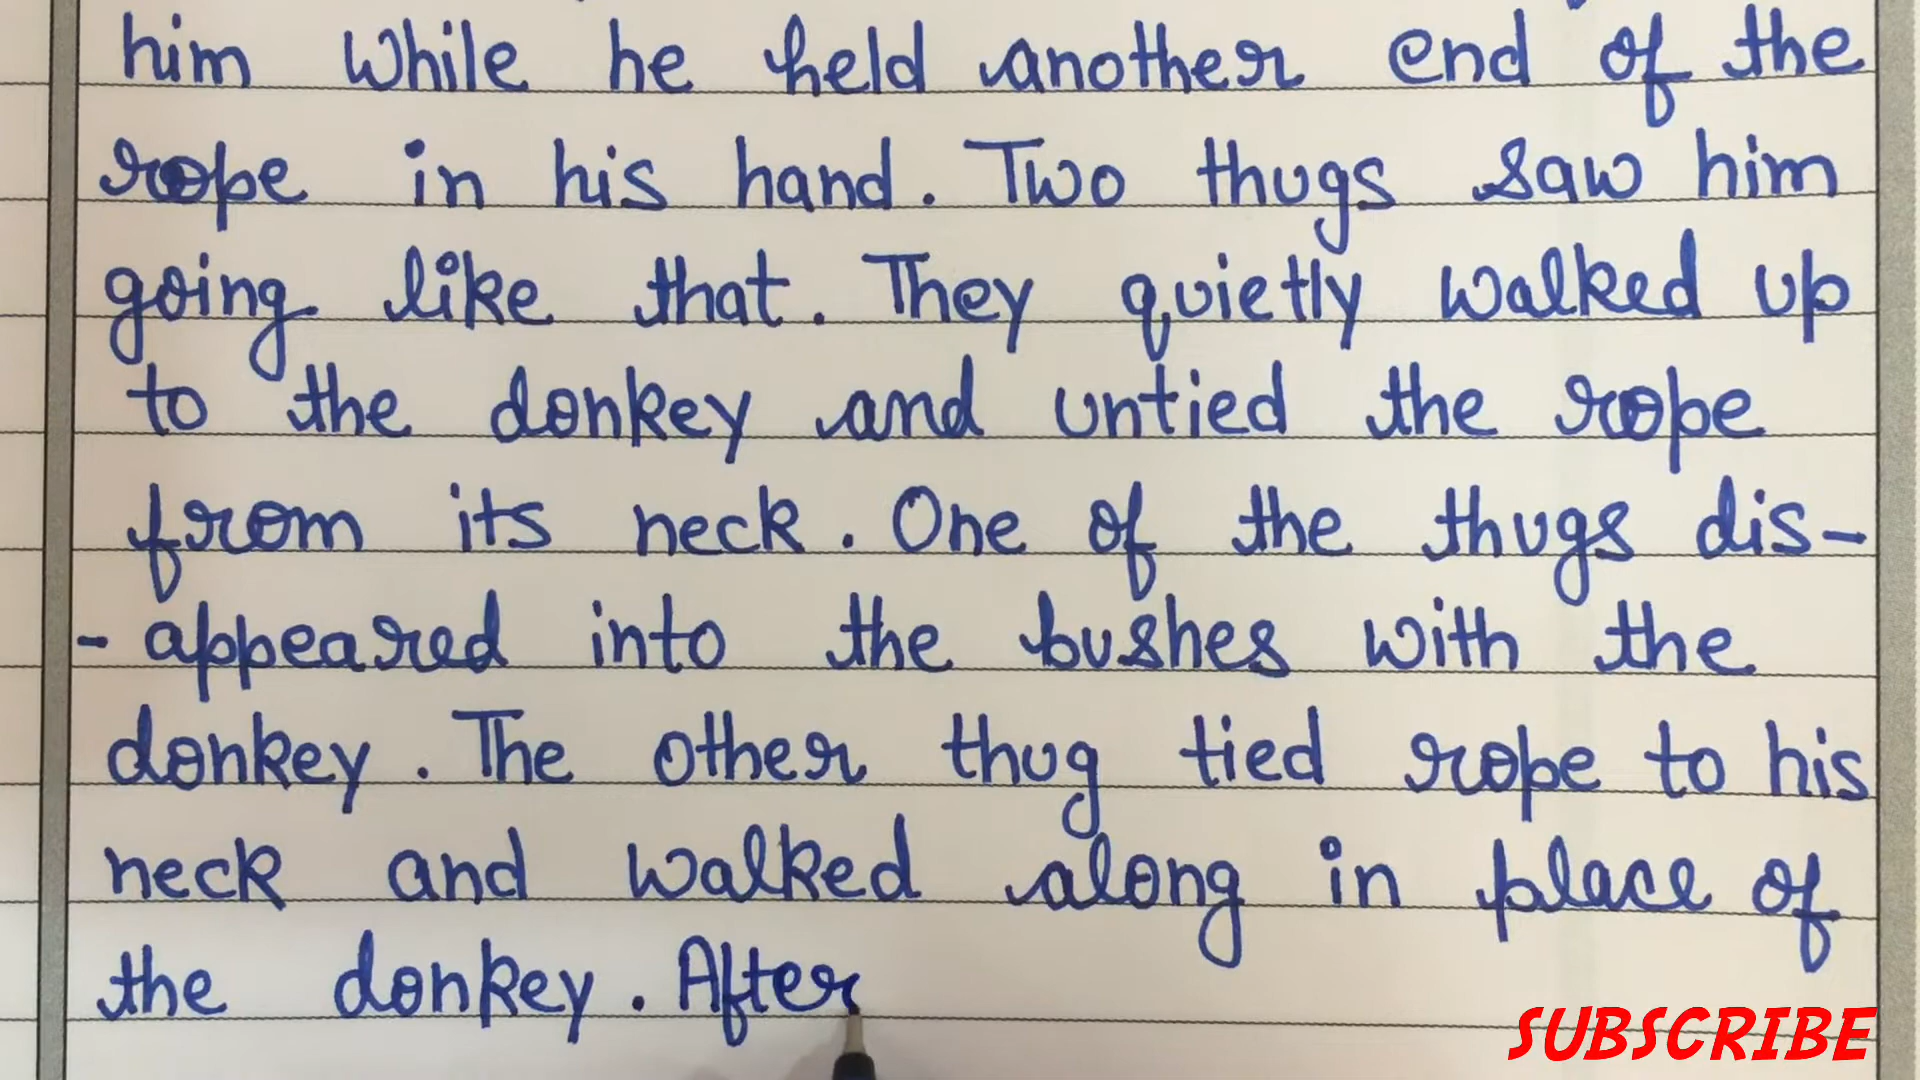 him while he held another end of the
rope in his hand. Two thugs saw him
going like that. They quietly walked up
to the donkey and untied the rope
from its neck. One of the thugs dis-
- appeared into the bushes with the
donkey. The other thug tied rope to his
neck and walked along in place of
the donkey. After
SUBSCRIBE